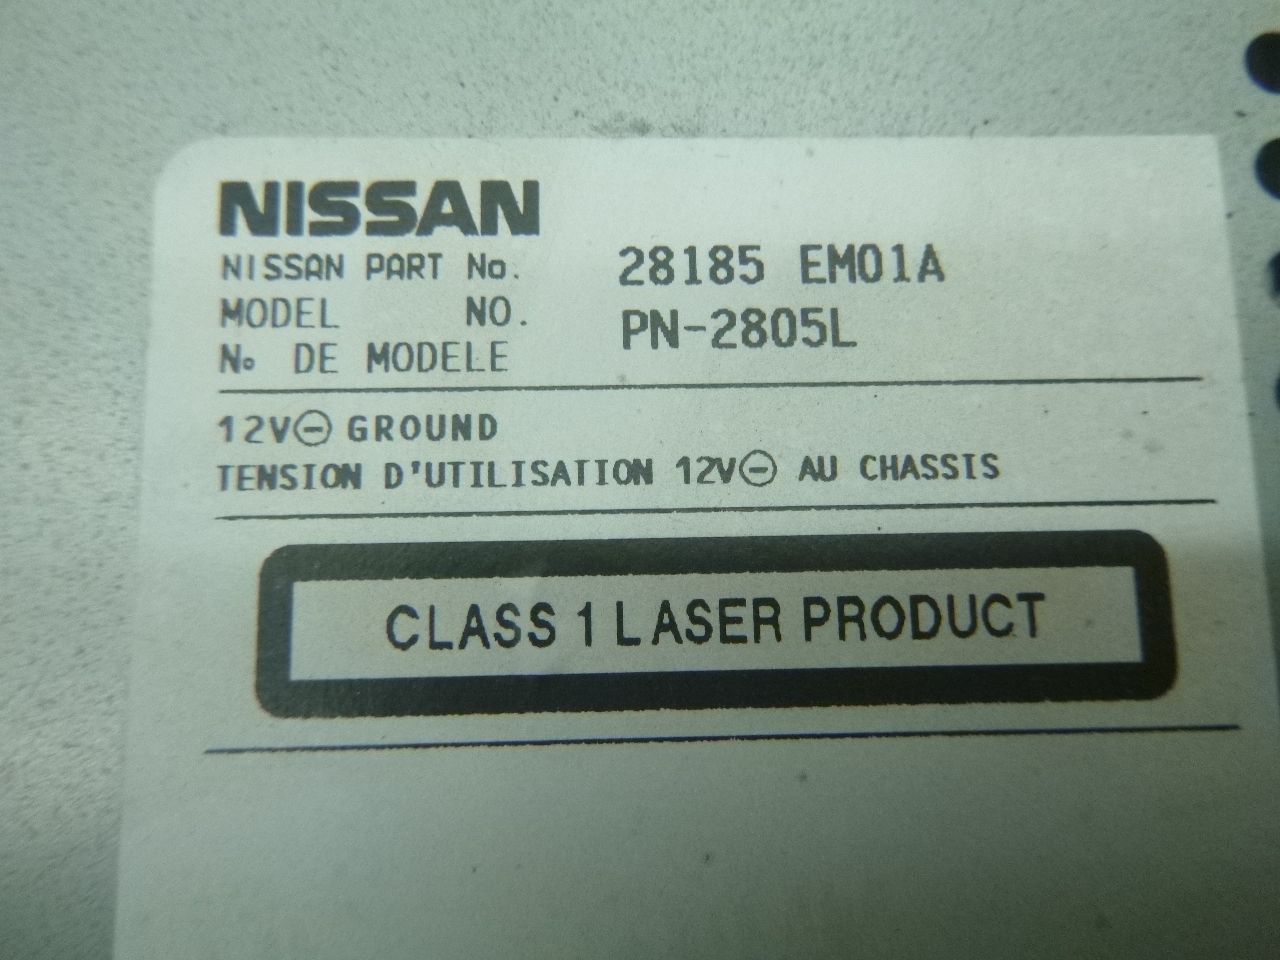 NISSAN
NISSAN PART No. 28185 EM01A
MODEL NO. PN-2805L
No DE MODELE
12V⊖ GROUND
TENSION D'UTILISATION 12V⊖ AU CHASSIS
CLASS 1 LASER PRODUCT